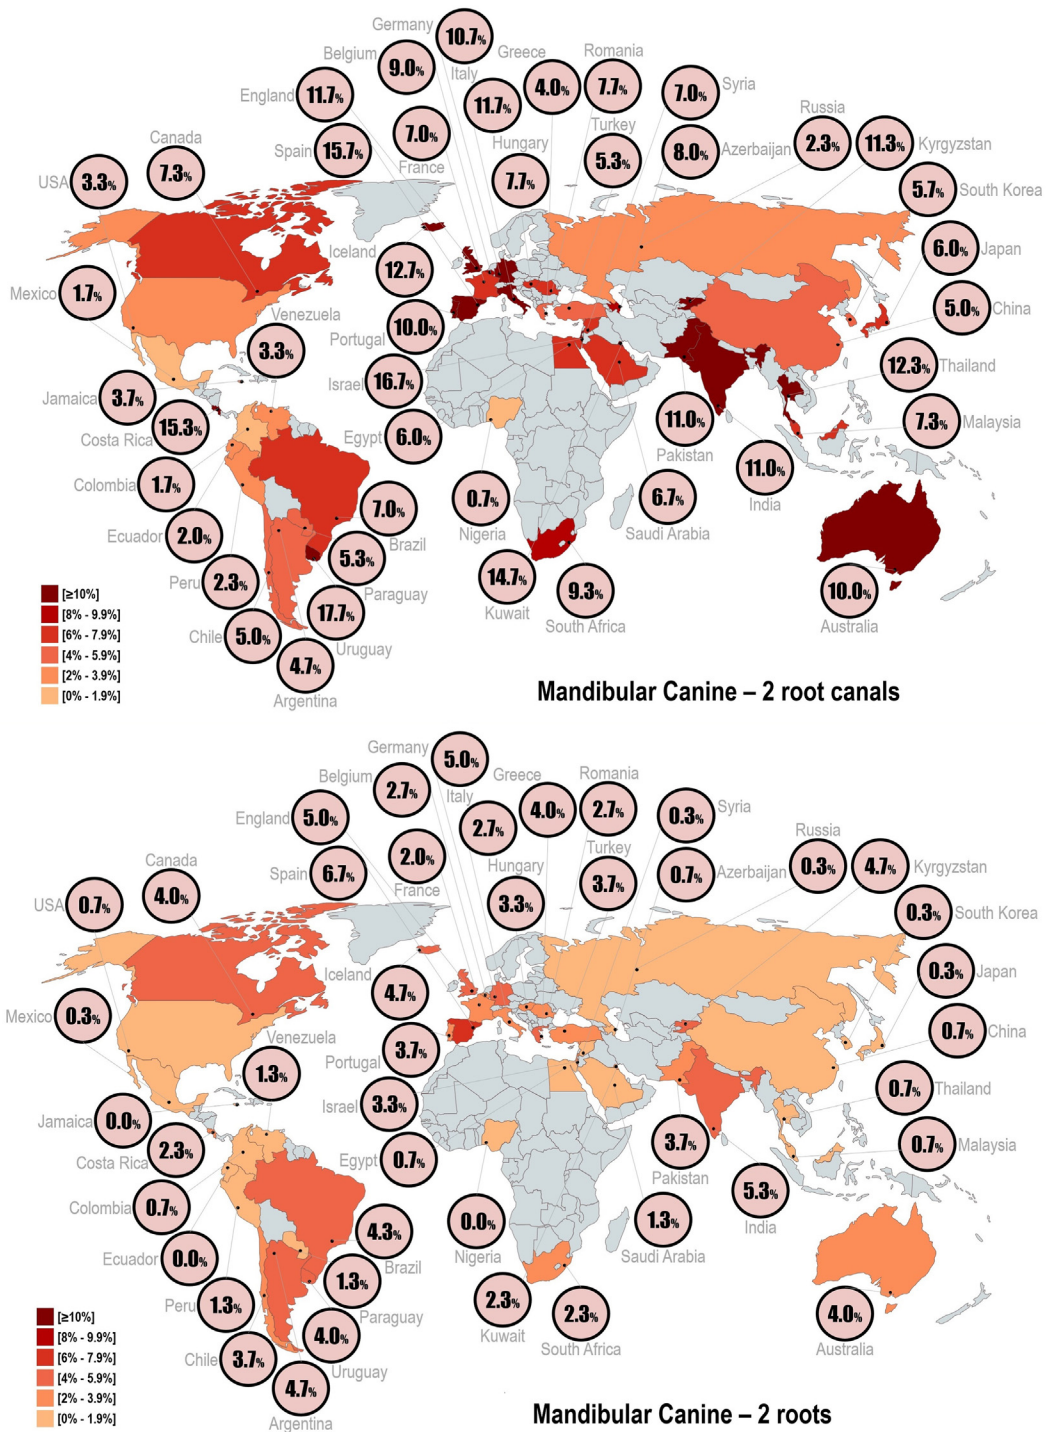 Germany 10.7%
Belgium 9.0%
Italy 11.7%
Greece 4.0%
Romania 7.7%
England 11.7%
Spain 15.7%
France 7.0%
Hungary 7.7%
Turkey 5.3%
Syria 7.0%
Azerbaijan 8.0%
Russia 2.3%
Kyrgyzstan 11.3%
South Korea 5.7%
Japan 6.0%
China 5.0%
Thailand 12.3%
Malaysia 7.3%
Canada 7.3%
USA 3.3%
Mexico 1.7%
Venezuela 3.3%
Jamaica 3.7%
Costa Rica 15.3%
Colombia 1.7%
Ecuador 2.0%
Peru 2.3%
Chile 5.0%
Argentina 4.7%
Uruguay 17.7%
Paraguay 5.3%
Brazil 7.0%
Iceland 12.7%
Portugal 10.0%
Israel 16.7%
Egypt 6.0%
Nigeria 0.7%
Kuwait 14.7%
South Africa 9.3%
Saudi Arabia 6.7%
Pakistan 11.0%
India 11.0%
Australia 10.0%
[≥10%]
[8% - 9.9%]
[6% - 7.9%]
[4% - 5.9%]
[2% - 3.9%]
[0% - 1.9%]
Mandibular Canine – 2 root canals
Germany 5.0%
Belgium 2.7%
Italy 2.7%
Greece 4.0%
Romania 2.7%
England 5.0%
Spain 6.7%
France 2.0%
Hungary 3.3%
Turkey 3.7%
Syria 0.3%
Azerbaijan 0.7%
Russia 0.3%
Kyrgyzstan 4.7%
South Korea 0.3%
Japan 0.3%
China 0.7%
Thailand 0.7%
Malaysia 0.7%
Canada 4.0%
USA 0.7%
Mexico 0.3%
Venezuela 1.3%
Jamaica 0.0%
Costa Rica 2.3%
Colombia 0.7%
Ecuador 0.0%
Peru 1.3%
Chile 3.7%
Argentina 4.7%
Uruguay 4.0%
Paraguay 1.3%
Brazil 4.3%
Iceland 4.7%
Portugal 3.7%
Israel 3.3%
Egypt 0.7%
Nigeria 0.0%
Kuwait 2.3%
South Africa 2.3%
Saudi Arabia 1.3%
Pakistan 3.7%
India 5.3%
Australia 4.0%
[≥10%]
[8% - 9.9%]
[6% - 7.9%]
[4% - 5.9%]
[2% - 3.9%]
[0% - 1.9%]
Mandibular Canine – 2 roots